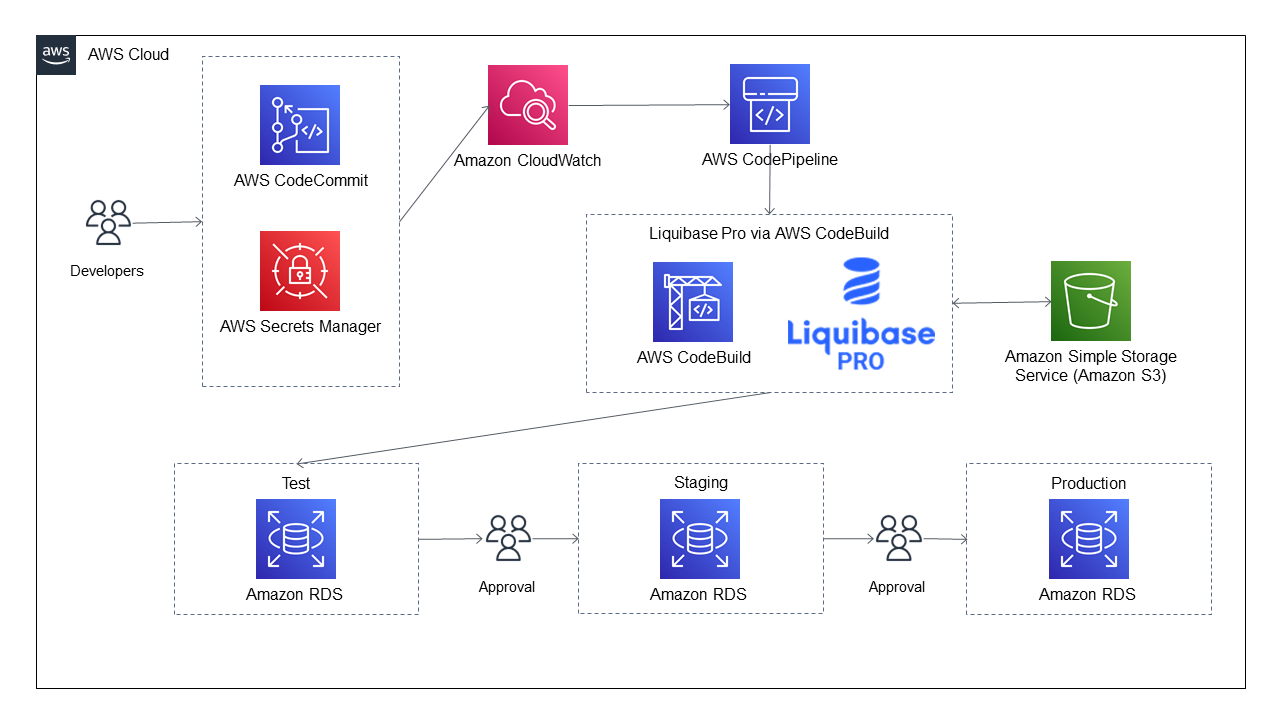 aws
AWS Cloud
AWS CodeCommit
Amazon CloudWatch
AWS CodePipeline
Developers
AWS Secrets Manager
Liquibase Pro via AWS CodeBuild
</>
AWS CodeBuild
Liquibase
PRO
Amazon Simple Storage
Service (Amazon S3)
Test
Amazon RDS
Approval
Staging
Amazon RDS
Approval
Production
Amazon RDS